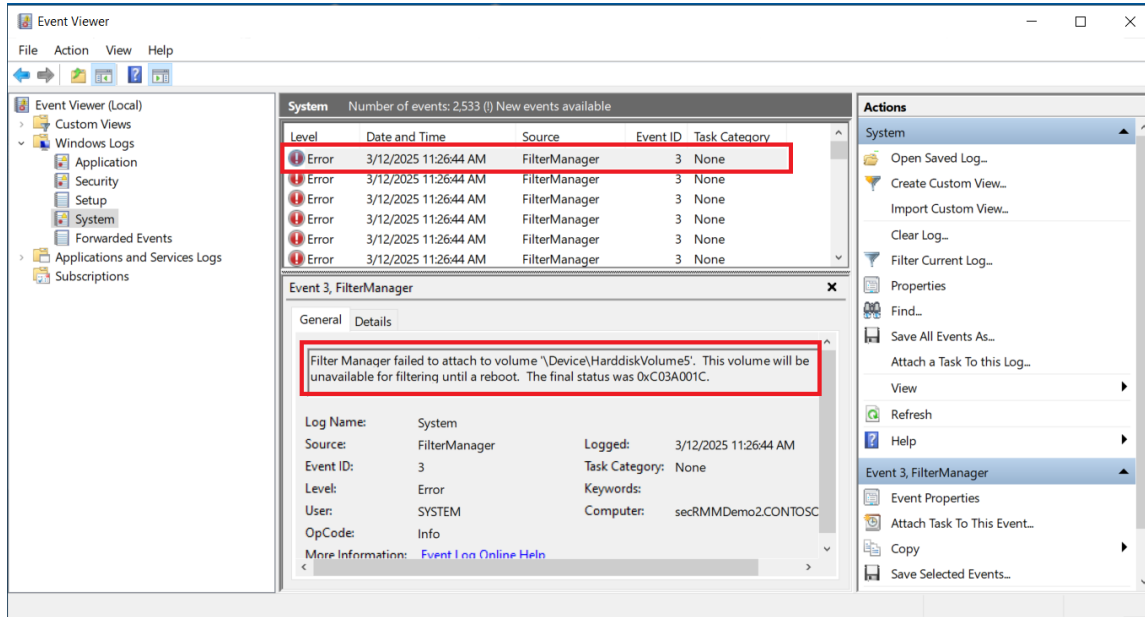 Event Viewer
File Action View Help
Event Viewer (Local)
Custom Views
Windows Logs
Application
Security
Setup
System
Forwarded Events
Applications and Services Logs
Subscriptions
System Number of events: 2,533 (!) New events available
Level Date and Time Source Event ID Task Category
Error 3/12/2025 11:26:44 AM FilterManager 3 None
Error 3/12/2025 11:26:44 AM FilterManager 3 None
Error 3/12/2025 11:26:44 AM FilterManager 3 None
Error 3/12/2025 11:26:44 AM FilterManager 3 None
Error 3/12/2025 11:26:44 AM FilterManager 3 None
Error 3/12/2025 11:26:44 AM FilterManager 3 None
Event 3, FilterManager
General Details
Filter Manager failed to attach to volume '\Device\HarddiskVolume5'. This volume will be
unavailable for filtering until a reboot. The final status was 0xC03A001C.
Log Name: System
Source: FilterManager Logged: 3/12/2025 11:26:44 AM
Event ID: 3 Task Category: None
Level: Error Keywords:
User: SYSTEM Computer: secRMMDemo2.CONTOSO
OpCode: Info
More Information: Event Log Online Help
Actions
System
Open Saved Log...
Create Custom View...
Import Custom View...
Clear Log...
Filter Current Log...
Properties
Find...
Save All Events As...
Attach a Task To this Log...
View
Refresh
Help
Event 3, FilterManager
Event Properties
Attach Task To This Event...
Copy
Save Selected Events...